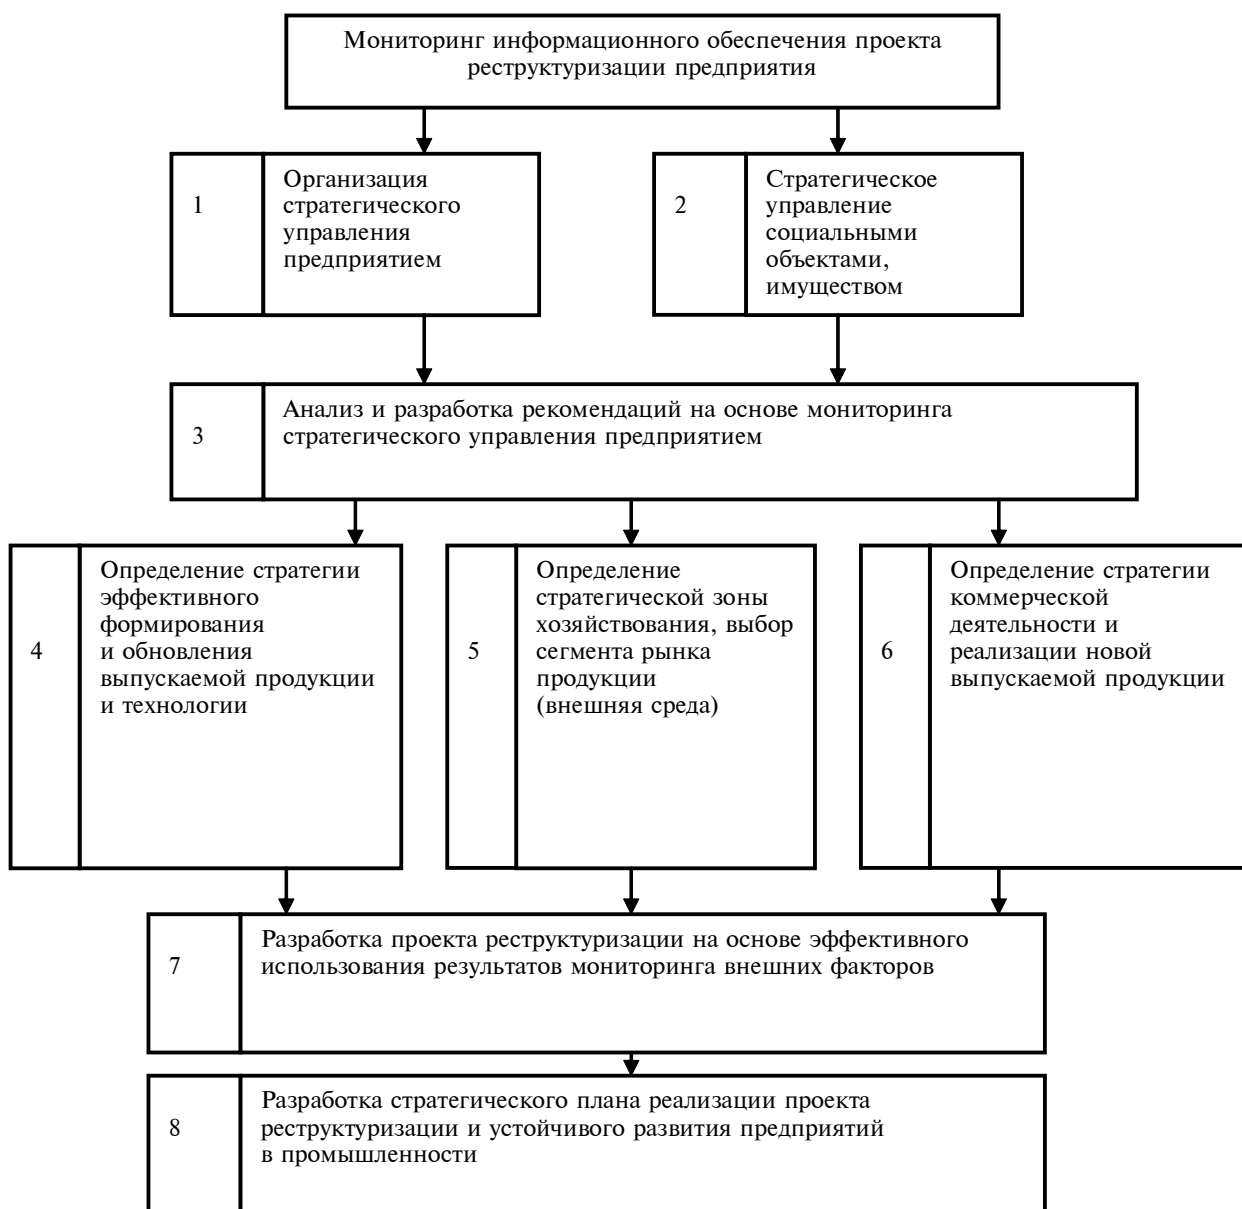 Мониторинг информационного обеспечения проекта
реструктуризации предприятия
1
Организация
стратегического
управления
предприятием
2
Стратегическое
управление
социальными
объектами,
имуществом
3
Анализ и разработка рекомендаций на основе мониторинга
стратегического управления предприятием
4
Определение стратегии
эффективного
формирования
и обновления
выпускаемой продукции
и технологии
5
Определение
стратегической зоны
хозяйствования, выбор
сегмента рынка
продукции
(внешняя среда)
6
Определение стратегии
коммерческой
деятельности и
реализации новой
выпускаемой продукции
7
Разработка проекта реструктуризации на основе эффективного
использования результатов мониторинга внешних факторов
8
Разработка стратегического плана реализации проекта
реструктуризации и устойчивого развития предприятий
в промышленности